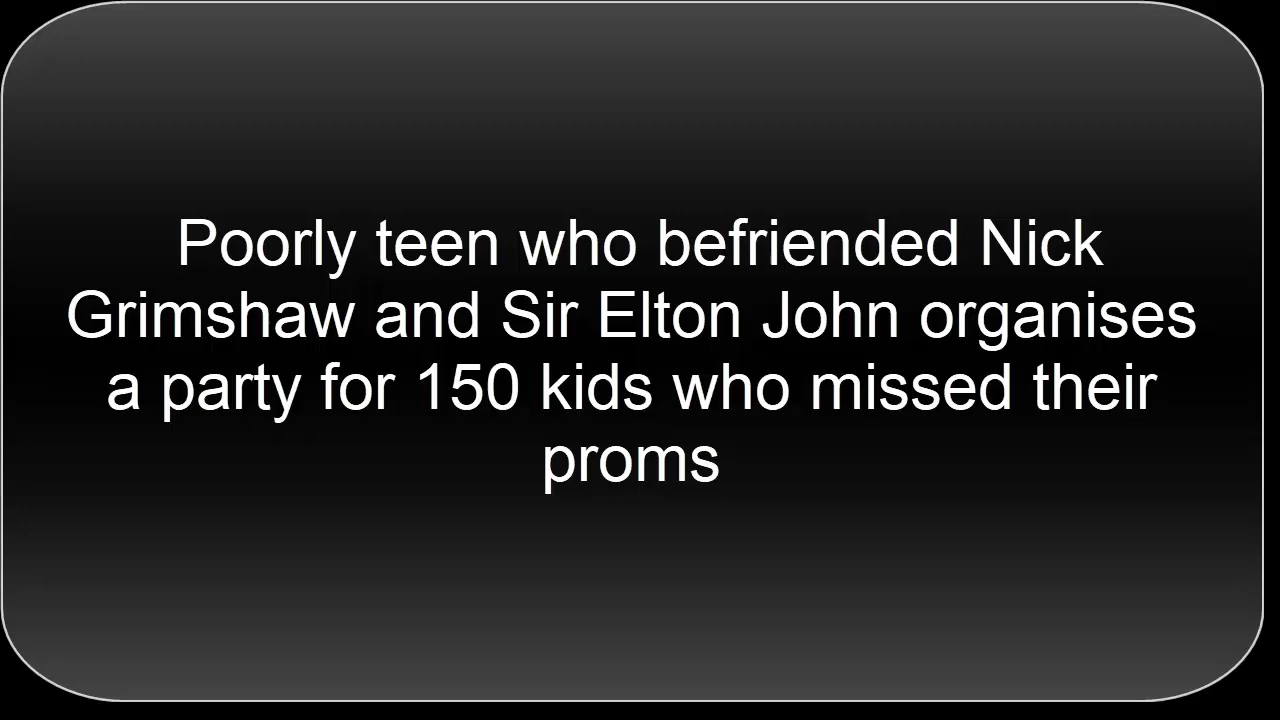 Poorly teen who befriended Nick
Grimshaw and Sir Elton John organises
a party for 150 kids who missed their
proms